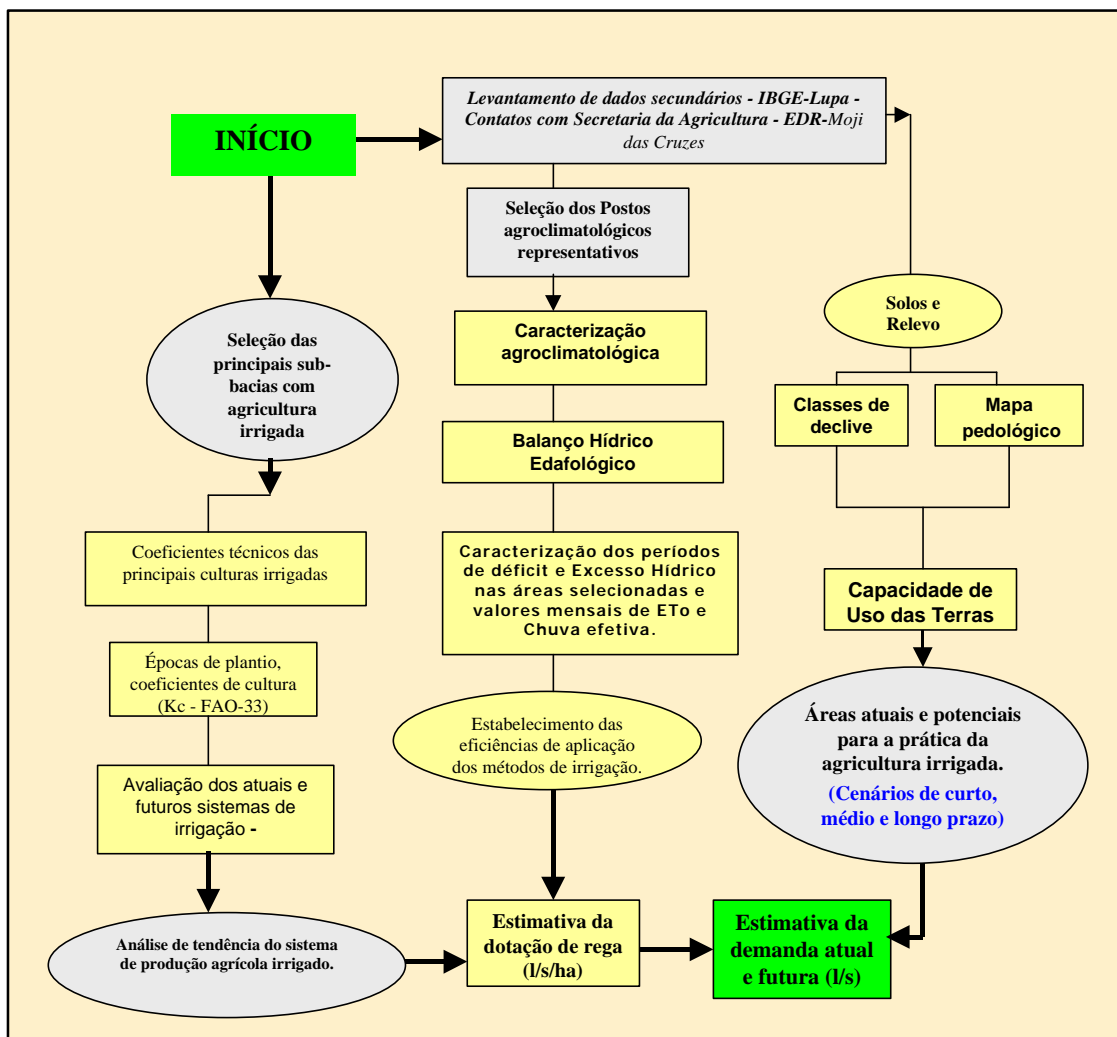 Levantamento de dados secundários - IBGE-Lupa -
Contatos com Secretaria da Agricultura - EDR-Moji
das Cruzes
INÍCIO
Seleção dos Postos
agroclimatológicos
representativos
Solos e
Relevo
Seleção das
principais sub-
bacias com
agricultura
irrigada
Caracterização
agroclimatológica
Classes de
declive
Mapa
pedológico
Balanço Hídrico
Edafológico
Coeficientes técnicos das
principais culturas irrigadas
Caracterização dos períodos
de déficit e Excesso Hídrico
nas áreas selecionadas e
valores mensais de ETo e
Chuva efetiva.
Capacidade de
Uso das Terras
Épocas de plantio,
coeficientes de cultura
(Kc - FAO-33)
Estabelecimento das
eficiências de aplicação
dos métodos de irrigação.
Áreas atuais e potenciais
para a prática da
agricultura irrigada.
(Cenários de curto,
médio e longo prazo)
Avaliação dos atuais e
futuros sistemas de
irrigação -
Análise de tendência do sistema
de produção agrícola irrigado.
Estimativa da
dotação de rega
(l/s/ha)
Estimativa da
demanda atual
e futura (l/s)